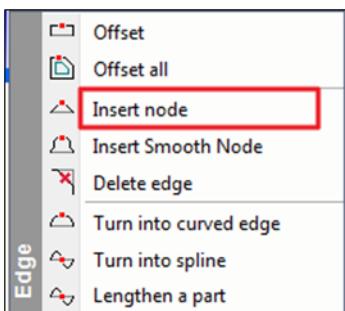 Offset
Offset all
Insert node
Insert Smooth Node
Delete edge
Turn into curved edge
Turn into spline
Lengthen a part
Edge